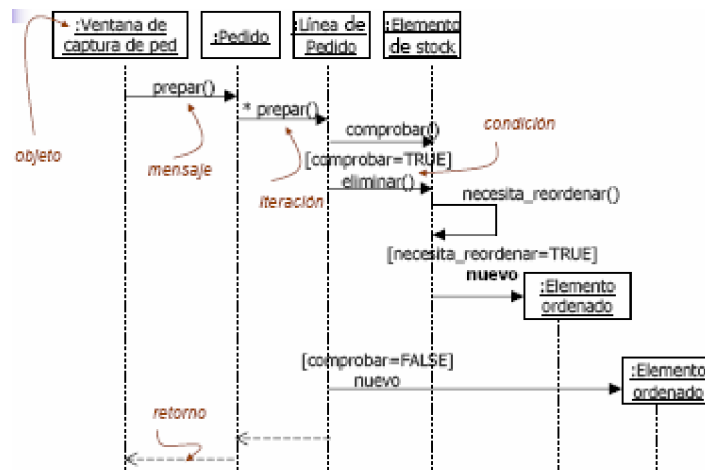 :Ventana de
captura de ped
:Pedido
:Línea de
Pedido
:Elemento
de stock
prepar()
* prepar()
comprobar()
condición
objeto
mensaje
[comprobar=TRUE]
eliminar()
iteración
necesita_reordenar()
[necesita_reordenar=TRUE]
nuevo
:Elemento
ordenado
[comprobar=FALSE]
nuevo
:Elemento
ordenado
retorno